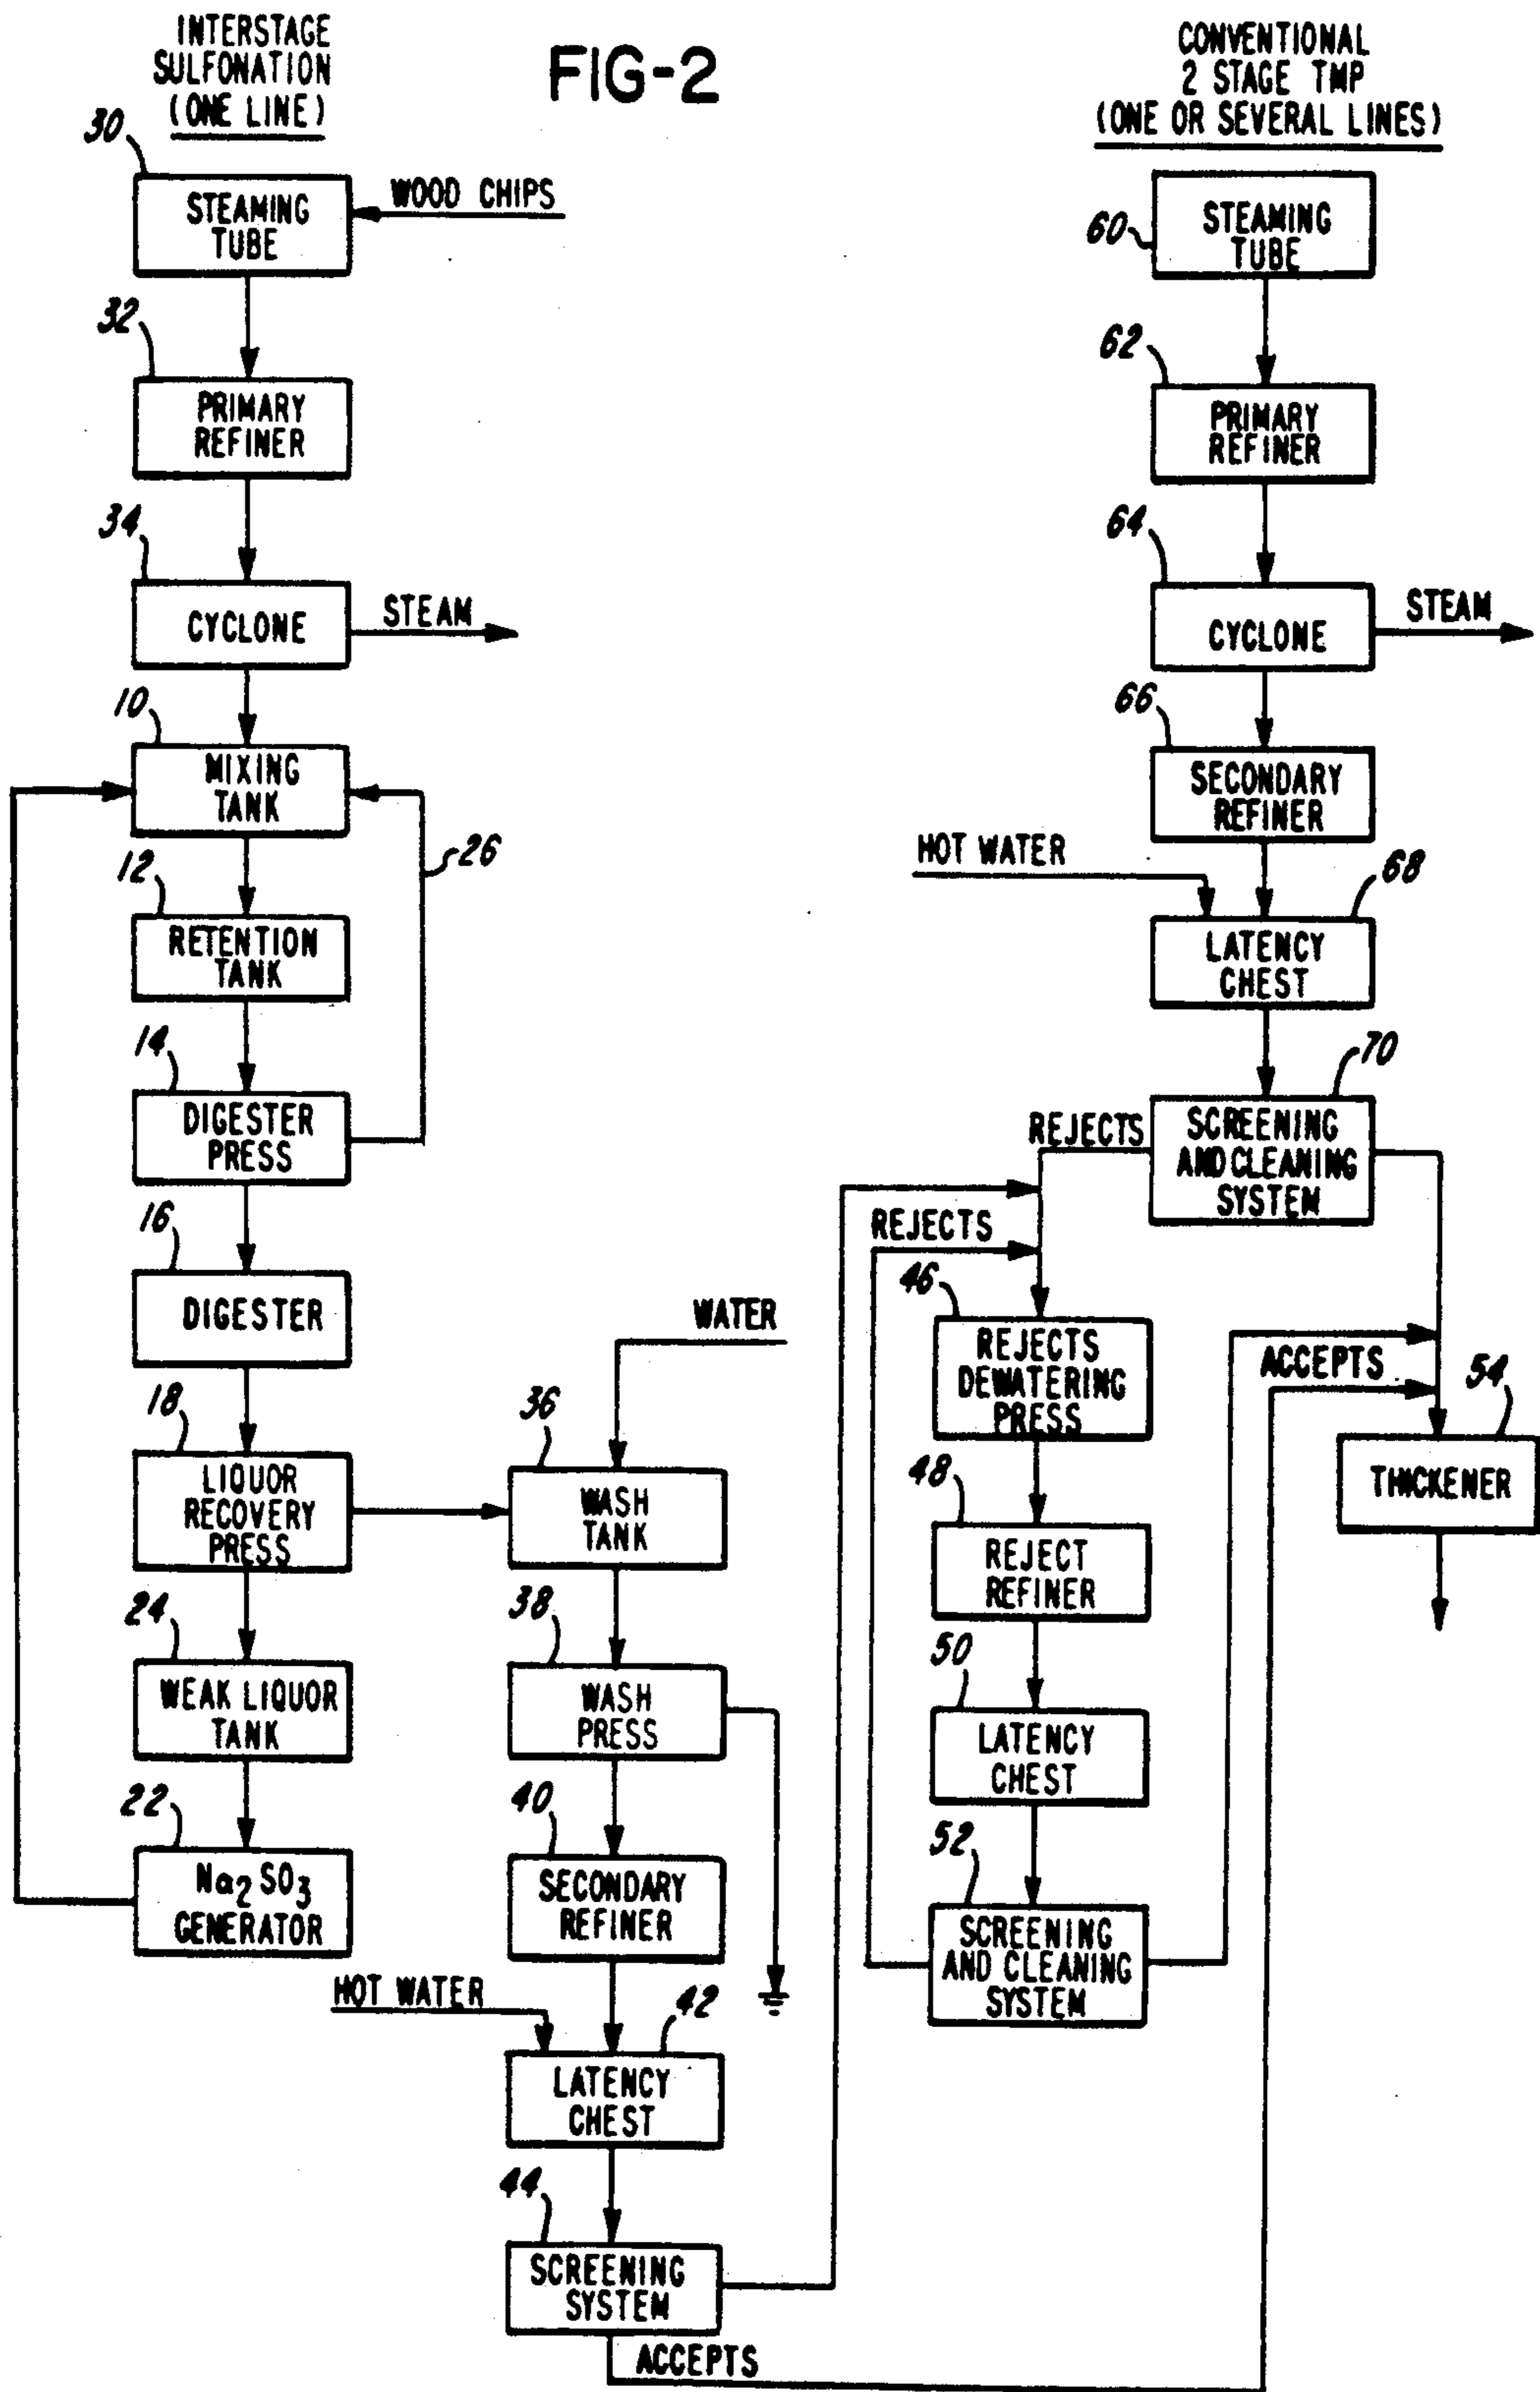 FIG-2
INTERSTAGE
SULFONATION
(ONE LINE)
30
STEAMING
TUBE
WOOD CHIPS
32
PRIMARY
REFINER
34
CYCLONE
STEAM
10
MIXING
TANK
26
12
RETENTION
TANK
14
DIGESTER
PRESS
16
DIGESTER
18
LIQUOR
RECOVERY
PRESS
24
WEAK LIQUOR
TANK
22
Na2 SO3
GENERATOR
WATER
36
WASH
TANK
38
WASH
PRESS
40
SECONDARY
REFINER
HOT WATER
42
LATENCY
CHEST
44
SCREENING
SYSTEM
ACCEPTS
CONVENTIONAL
2 STAGE TMP
(ONE OR SEVERAL LINES)
60
STEAMING
TUBE
62
PRIMARY
REFINER
64
CYCLONE
STEAM
66
SECONDARY
REFINER
HOT WATER
68
LATENCY
CHEST
70
SCREENING
AND CLEANING
SYSTEM
REJECTS
REJECTS
46
REJECTS
DEWATERING
PRESS
48
REJECT
REFINER
50
LATENCY
CHEST
52
SCREENING
AND CLEANING
SYSTEM
ACCEPTS
54
THICKENER